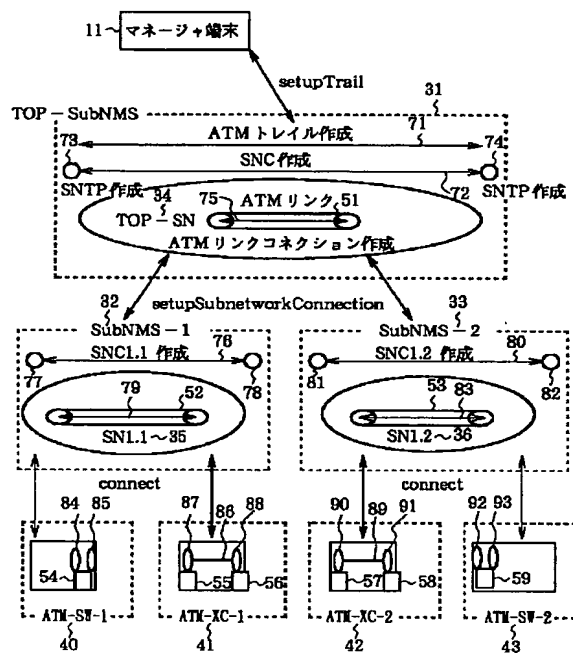 11
マネージャ端末
setupTrail
TOP-SubNMS
31
ATMトレイル作成
71
73
74
SNC作成
SNTP作成
34
72
SNTP作成
75
ATMリンク
51
TOP-SN
ATMリンクコネクション作成
32
setupSubnetworkConnection
33
SubNMS-1
SubNMS-2
SNC1.1 作成
76
SNC1.2 作成
80
77
78
81
82
79
52
53
83
SN1.1~35
SN1.2~36
connect
connect
84
85
87
86
88
90
89
91
92
93
54
55
56
57
58
59
ATM-SW-1
ATM-XC-1
ATM-XC-2
ATM-SW-2
40
41
42
43